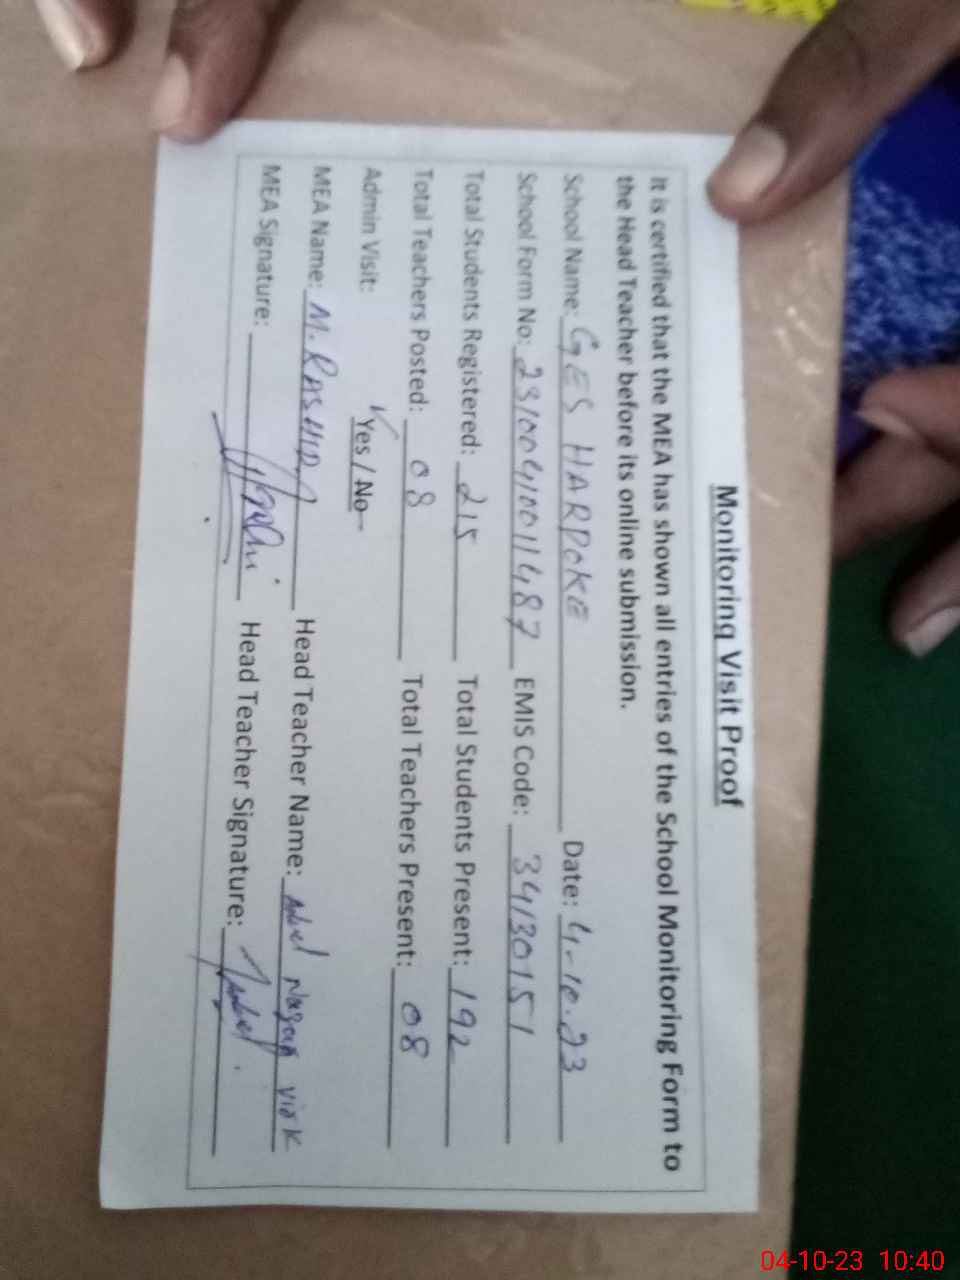 Monitoring Visit Proof
It is certified that the MEA has shown all entries of the School Monitoring Form to
the Head Teacher before its online submission.
School Name: GES HARPOKE Date: 4-10-23
School Form No: 2310041001487 EMIS Code: 34130151
Total Students Registered: 215 Total Students Present: 192
Total Teachers Posted: 08 Total Teachers Present: 08
Admin Visit: Yes / No
MEA Name: M. RASHID Head Teacher Name: Virk
MEA Signature: Head Teacher Signature:
04-10-23 10:40